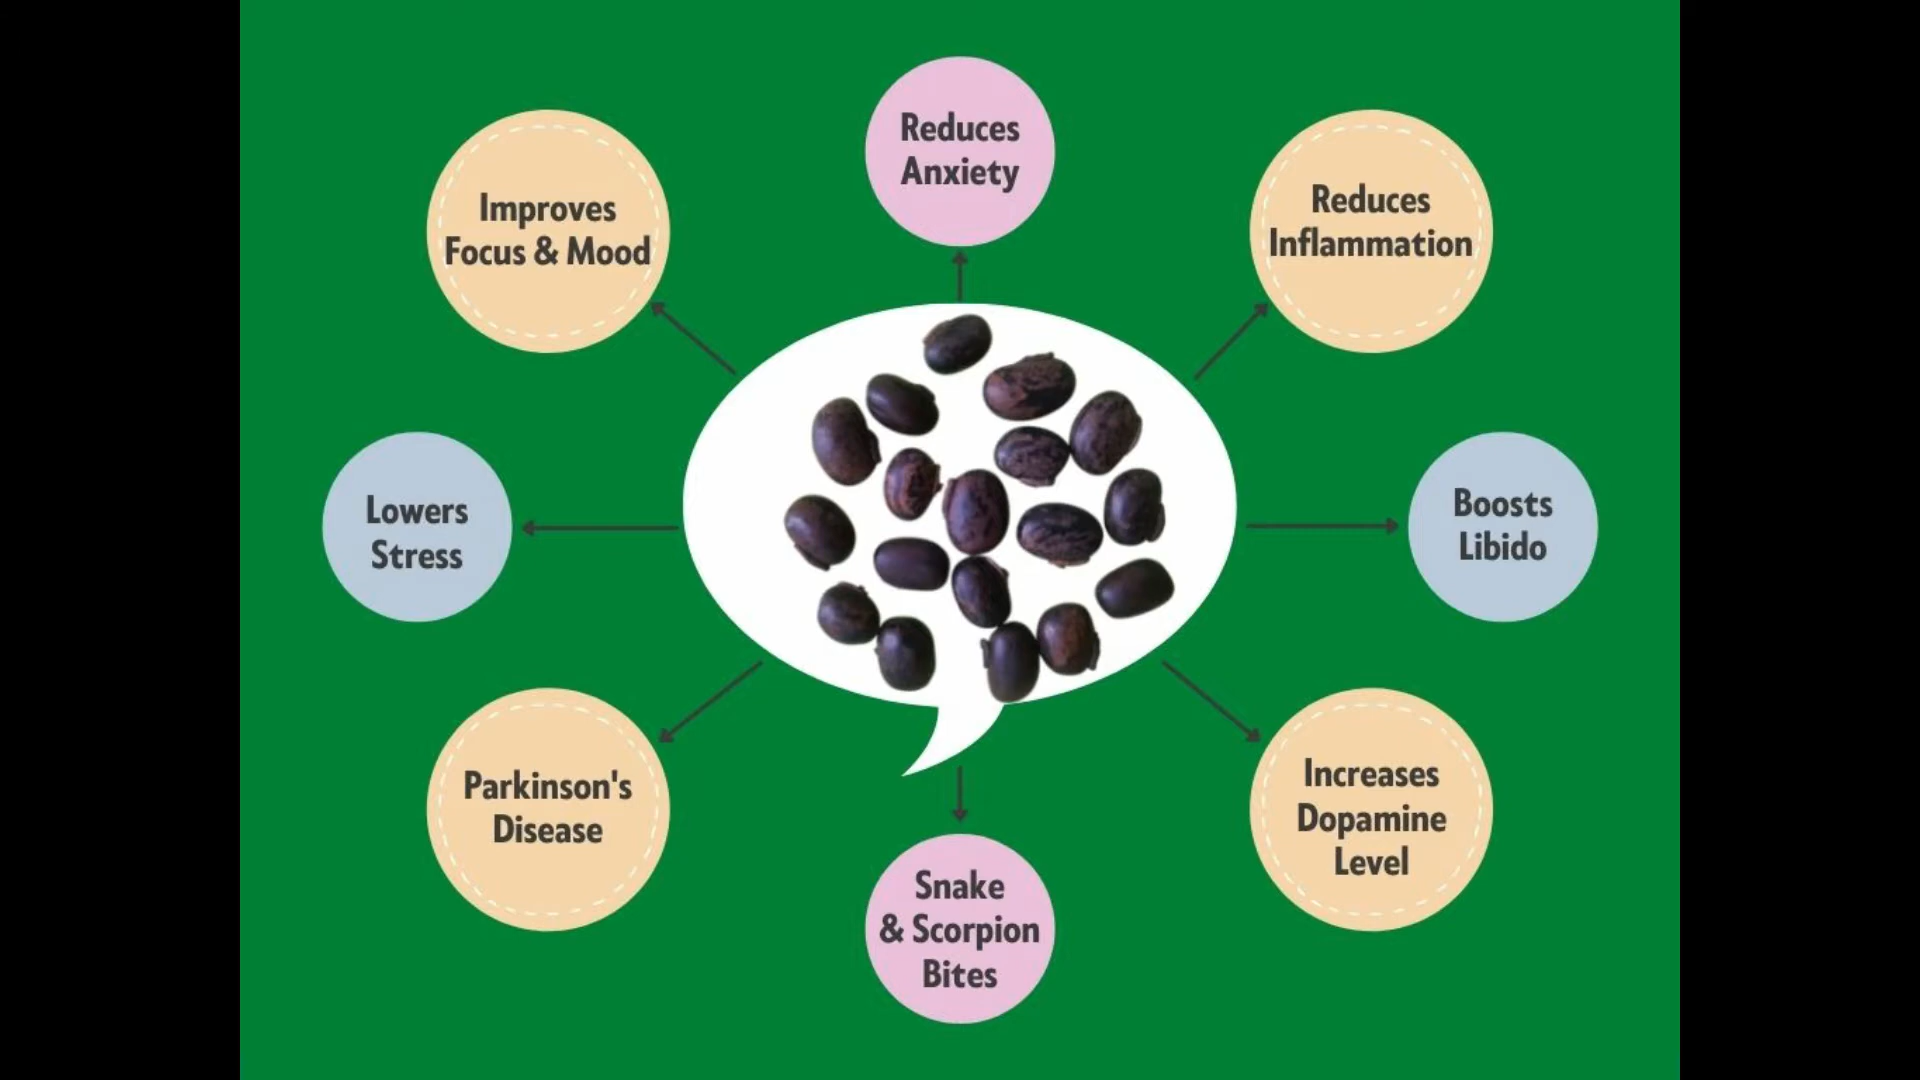 Reduces
Anxiety
Improves
Focus & Mood
Reduces
Inflammation
Lowers
Stress
Boosts
Libido
Parkinson's
Disease
Increases
Dopamine
Level
Snake
& Scorpion
Bites